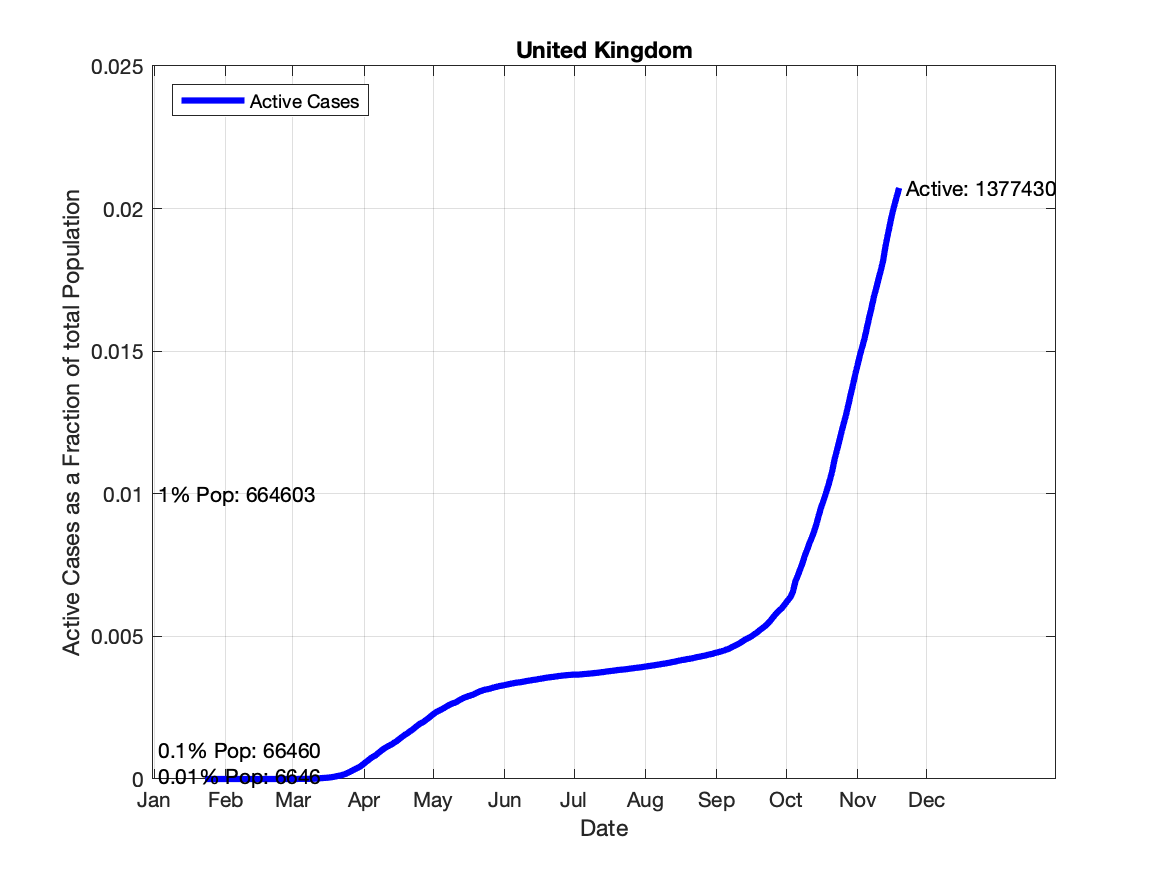 United Kingdom
0.025
Active Cases
Active: 1377430
0.02
0.015
0.01
1% Pop: 664603
0.005
0.1% Pop: 66460
0
0.01% Pop: 6646
Jan Feb Mar Apr May Jun Jul Aug Sep Oct Nov Dec
Date
Active Cases as a Fraction of total Population